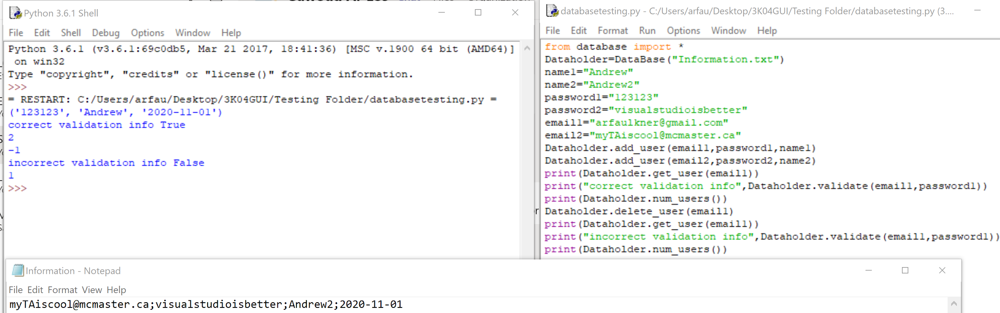 Python 3.6.1 Shell
File Edit Shell Debug Options Window Help
Python 3.6.1 (v3.6.1:69c0db5, Mar 21 2017, 18:41:36) [MSC v.1900 64 bit (AMD64)]
on win32
Type "copyright", "credits" or "license()" for more information.
>>>
= RESTART: C:/Users/arfau/Desktop/3K04GUI/Testing Folder/databasetesting.py =
('123123', 'Andrew', '2020-11-01')
correct validation info True
2
-1
incorrect validation info False
1
>>>
databasetesting.py - C:/Users/arfau/Desktop/3K04GUI/Testing Folder/databasetesting.py (3....
File Edit Format Run Options Window Help
from database import *
Dataholder=DataBase("Information.txt")
name1="Andrew"
name2="Andrew2"
password1="123123"
password2="visualstudioisbetter"
email1="arfaulkner@gmail.com"
email2="myTAiscool@mcmaster.ca"
Dataholder.add_user(email1,password1,name1)
Dataholder.add_user(email2,password2,name2)
print(Dataholder.get_user(email1))
print("correct validation info",Dataholder.validate(email1,password1))
print(Dataholder.num_users())
Dataholder.delete_user(email1)
print(Dataholder.get_user(email1))
print("incorrect validation info",Dataholder.validate(email1,password1))
print(Dataholder.num_users())
Information - Notepad
File Edit Format View Help
myTAiscool@mcmaster.ca;visualstudioisbetter;Andrew2;2020-11-01